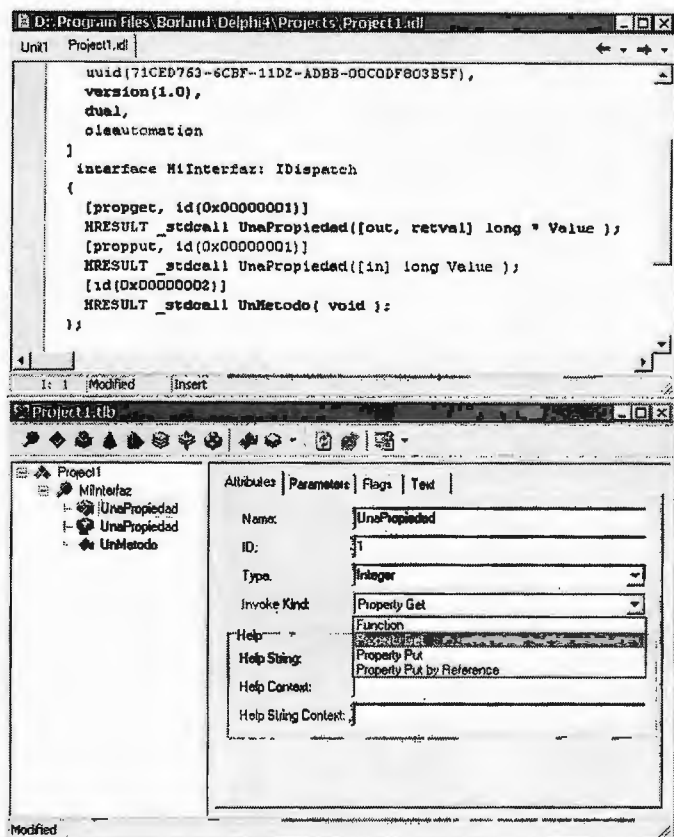 D:\Program Files\Borland\Delphi4\Projects\Project1.idl
Unit1 Project1.idl
uuid(71CED763-6CBF-11D2-ADBB-00C0DF803B5F),
version(1.0),
dual,
oleautomation
]
interface MiInterfaz: IDispatch
{
[propget, id(0x00000001)]
HRESULT _stdcall UnaPropiedad([out, retval] long * Value );
[propput, id(0x00000001)]
HRESULT _stdcall UnaPropiedad([in] long Value );
[id(0x00000002)]
HRESULT _stdcall UnMetodo( void );
};
1: 1 Modified Insert
Project1.tlb
Project1
MiInterfaz
UnaPropiedad
UnaPropiedad
UnMetodo
Attributes Parameters Flags Text
Name: UnaPropiedad
ID: 1
Type: Integer
Invoke Kind: Property Get
Function
Property Put
Property Put by Reference
Help
Help String:
Help Context:
Help String Context:
Modified